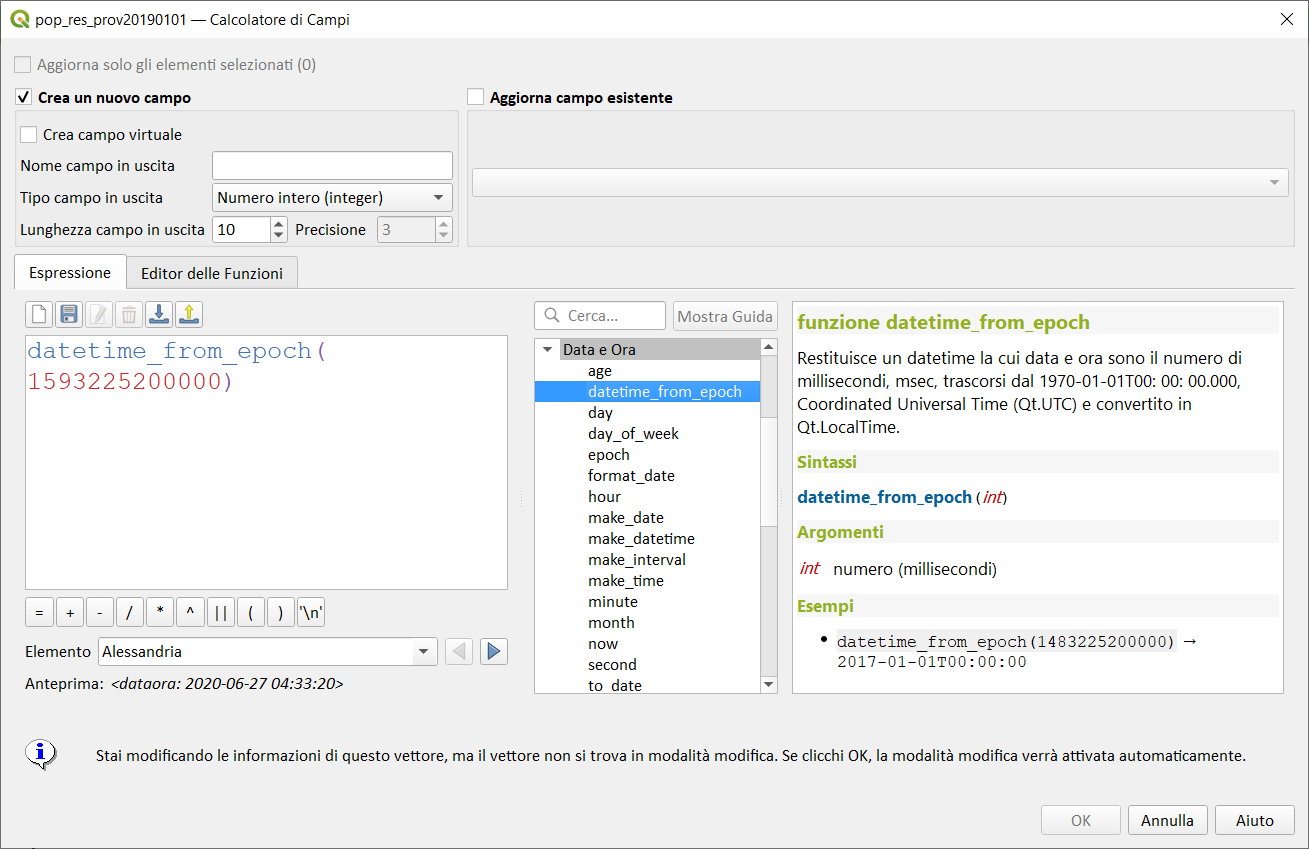 pop_res_prov20190101 — Calcolatore di Campi
Aggiorna solo gli elementi selezionati (0)
Crea un nuovo campo
Aggiorna campo esistente
Crea campo virtuale
Nome campo in uscita
Tipo campo in uscita Numero intero (integer)
Lunghezza campo in uscita 10 Precisione 3
Espressione Editor delle Funzioni
datetime_from_epoch(
1593225200000)
= + - / * ^ || ( ) '\n'
Elemento Alessandria
Anteprima: <dataora: 2020-06-27 04:33:20>
Cerca... Mostra Guida
Data e Ora
age
datetime_from_epoch
day
day_of_week
epoch
format_date
hour
make_date
make_datetime
make_interval
make_time
minute
month
now
second
to_date
funzione datetime_from_epoch
Restituisce un datetime la cui data e ora sono il numero di
millisecondi, msec, trascorsi dal 1970-01-01T00: 00: 00.000,
Coordinated Universal Time (Qt.UTC) e convertito in
Qt.LocalTime.
Sintassi
datetime_from_epoch(int)
Argomenti
int numero (millisecondi)
Esempi
• datetime_from_epoch(1483225200000) →
2017-01-01T00:00:00
Stai modificando le informazioni di questo vettore, ma il vettore non si trova in modalità modifica. Se clicchi OK, la modalità modifica verrà attivata automaticamente.
OK Annulla Aiuto